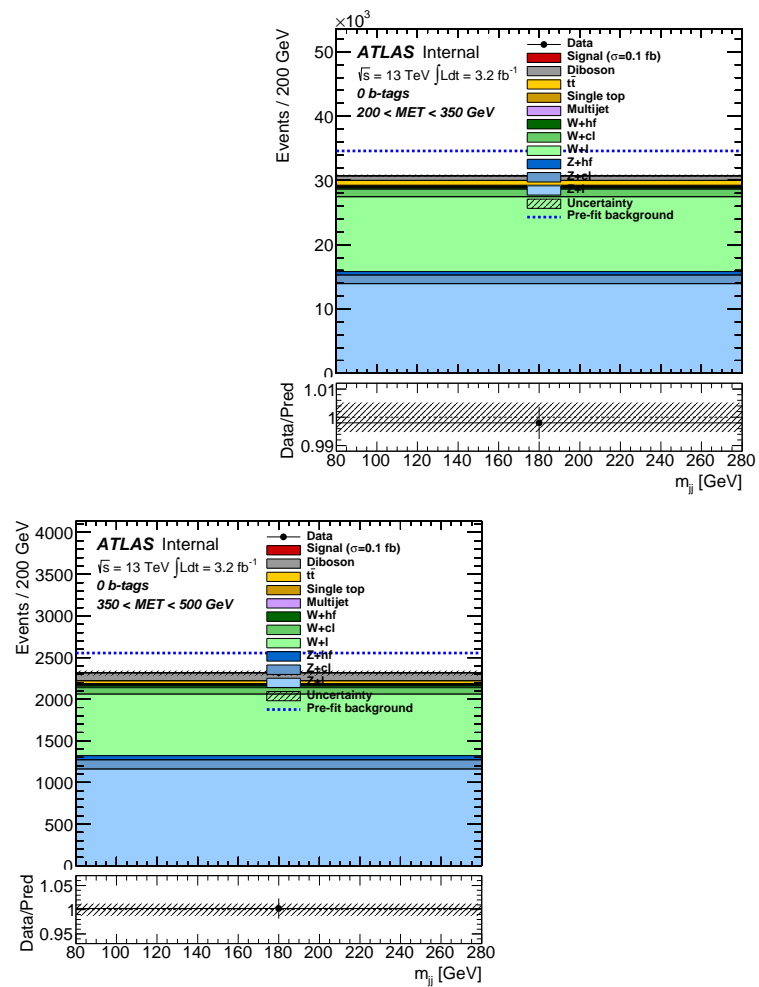 ×10³
Events / 200 GeV
50
40
30
20
10
0
ATLAS Internal
√s = 13 TeV ∫Ldt = 3.2 fb⁻¹
0 b-tags
200 < MET < 350 GeV
Data
Signal (σ=0.1 fb)
Diboson
tt̄
Single top
Multijet
W+hf
W+cl
W+l
Z+hf
Z+cl
Z+l
Uncertainty
Pre-fit background
Data/Pred
1.01
1
0.99
80 100 120 140 160 180 200 220 240 260 280
m_jj [GeV]
Events / 200 GeV
4000
3500
3000
2500
2000
1500
1000
500
0
ATLAS Internal
√s = 13 TeV ∫Ldt = 3.2 fb⁻¹
0 b-tags
350 < MET < 500 GeV
Data
Signal (σ=0.1 fb)
Diboson
tt̄
Single top
Multijet
W+hf
W+cl
W+l
Z+hf
Z+cl
Z+l
Uncertainty
Pre-fit background
Data/Pred
1.05
1
0.95
80 100 120 140 160 180 200 220 240 260 280
m_jj [GeV]